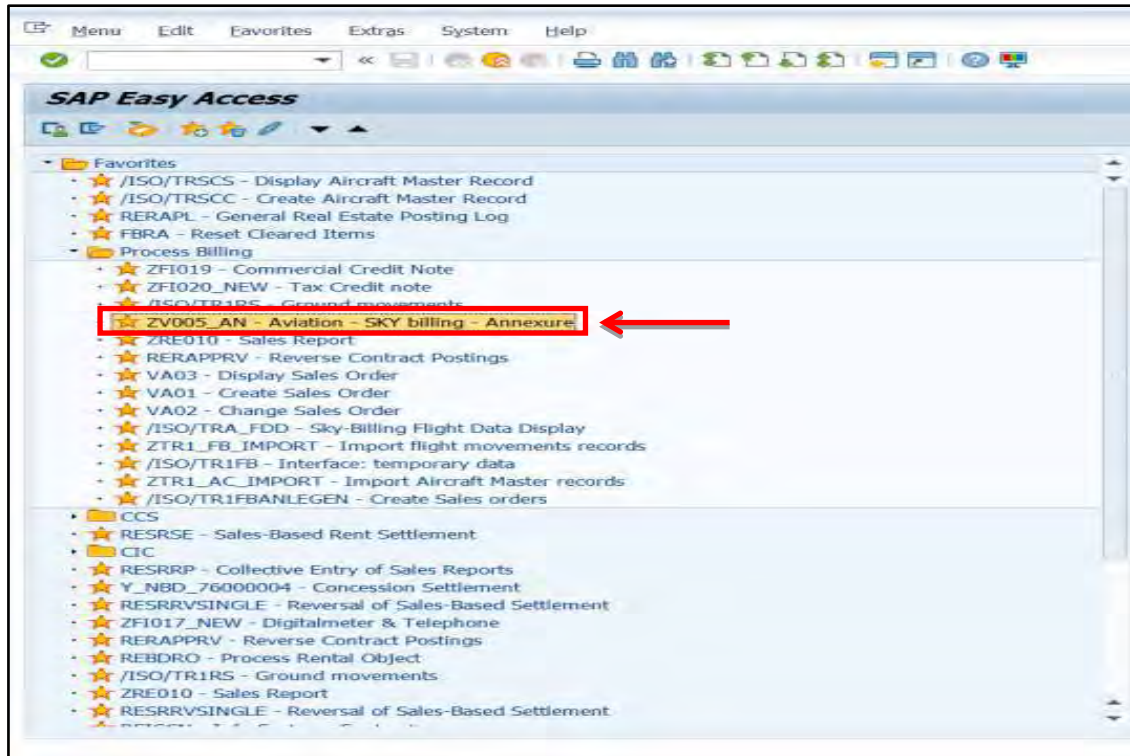 Menu Edit Favorites Extras System Help
SAP Easy Access
Favorites
/ISO/TRSCS - Display Aircraft Master Record
/ISO/TRSCC - Create Aircraft Master Record
RERAPL - General Real Estate Posting Log
FBRA - Reset Cleared Items
Process Billing
ZFI019 - Commercial Credit Note
ZFI020_NEW - Tax Credit note
/ISO/TR1RS - Ground movements
ZV005_AN - Aviation - SKY billing - Annexure
ZRE010 - Sales Report
RERAPPRV - Reverse Contract Postings
VA03 - Display Sales Order
VA01 - Create Sales Order
VA02 - Change Sales Order
/ISO/TRA_FDD - Sky-Billing Flight Data Display
ZTR1_FB_IMPORT - Import flight movements records
/ISO/TR1FB - Interface: temporary data
ZTR1_AC_IMPORT - Import Aircraft Master records
/ISO/TR1FBANLEGEN - Create Sales orders
CCS
RESRSE - Sales-Based Rent Settlement
CIC
RESRRP - Collective Entry of Sales Reports
Y_NBD_76000004 - Concession Settlement
RESRRVSINGLE - Reversal of Sales-Based Settlement
ZFI017_NEW - Digitalmeter & Telephone
RERAPPRV - Reverse Contract Postings
REBDRO - Process Rental Object
/ISO/TR1RS - Ground movements
ZRE010 - Sales Report
RESRRVSINGLE - Reversal of Sales-Based Settlement